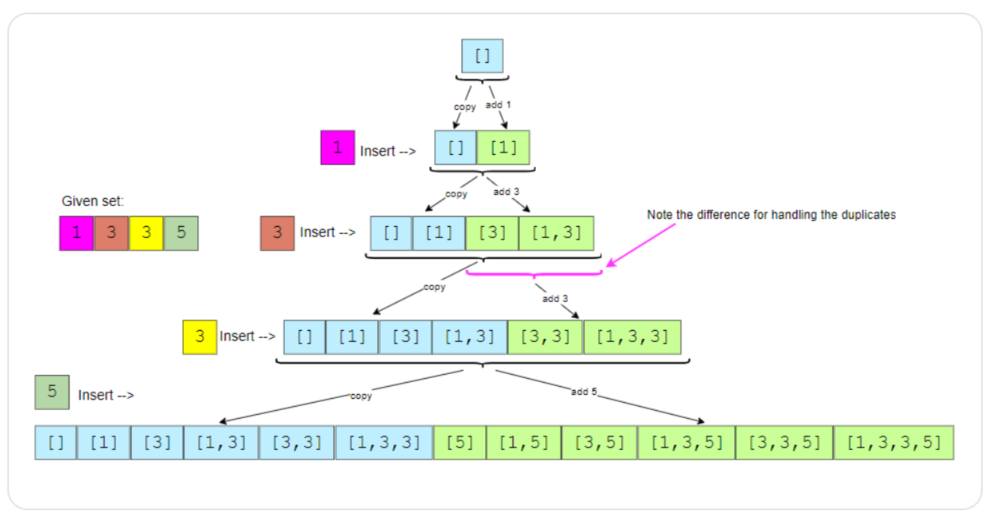 []
copy add 1
1 Insert --> [] [1]
copy add 3
Given set:
1 3 3 5
3 Insert --> [] [1] [3] [1,3]
Note the difference for handling the duplicates
copy add 3
3 Insert --> [] [1] [3] [1,3] [3,3] [1,3,3]
5 Insert -->
copy add 5
[] [1] [3] [1,3] [3,3] [1,3,3] [5] [1,5] [3,5] [1,3,5] [3,3,5] [1,3,3,5]